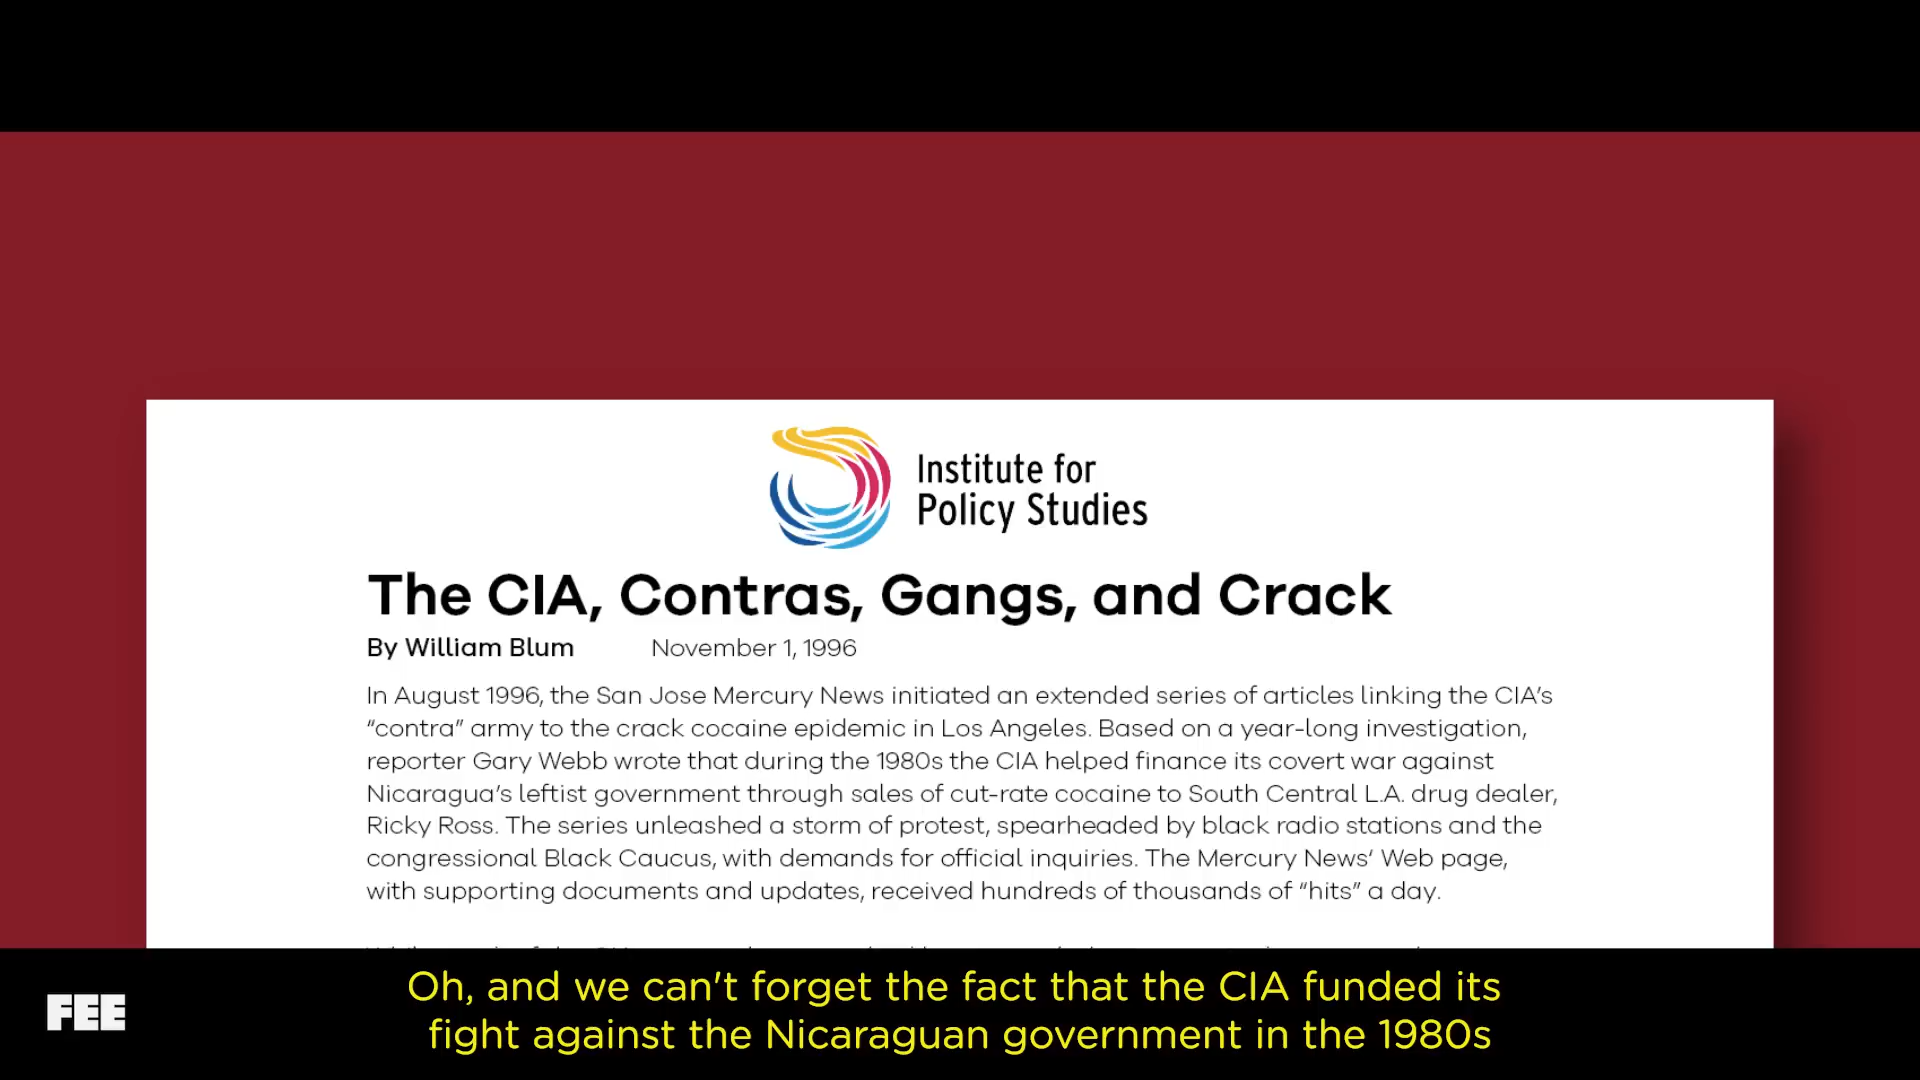 Institute for
Policy Studies
The CIA, Contras, Gangs, and Crack
By William Blum November 1, 1996
In August 1996, the San Jose Mercury News initiated an extended series of articles linking the CIA’s
“contra” army to the crack cocaine epidemic in Los Angeles. Based on a year-long investigation,
reporter Gary Webb wrote that during the 1980s the CIA helped finance its covert war against
Nicaragua’s leftist government through sales of cut-rate cocaine to South Central L.A. drug dealer,
Ricky Ross. The series unleashed a storm of protest, spearheaded by black radio stations and the
congressional Black Caucus, with demands for official inquiries. The Mercury News‘ Web page,
with supporting documents and updates, received hundreds of thousands of “hits” a day.
FEE
Oh, and we can't forget the fact that the CIA funded its
fight against the Nicaraguan government in the 1980s